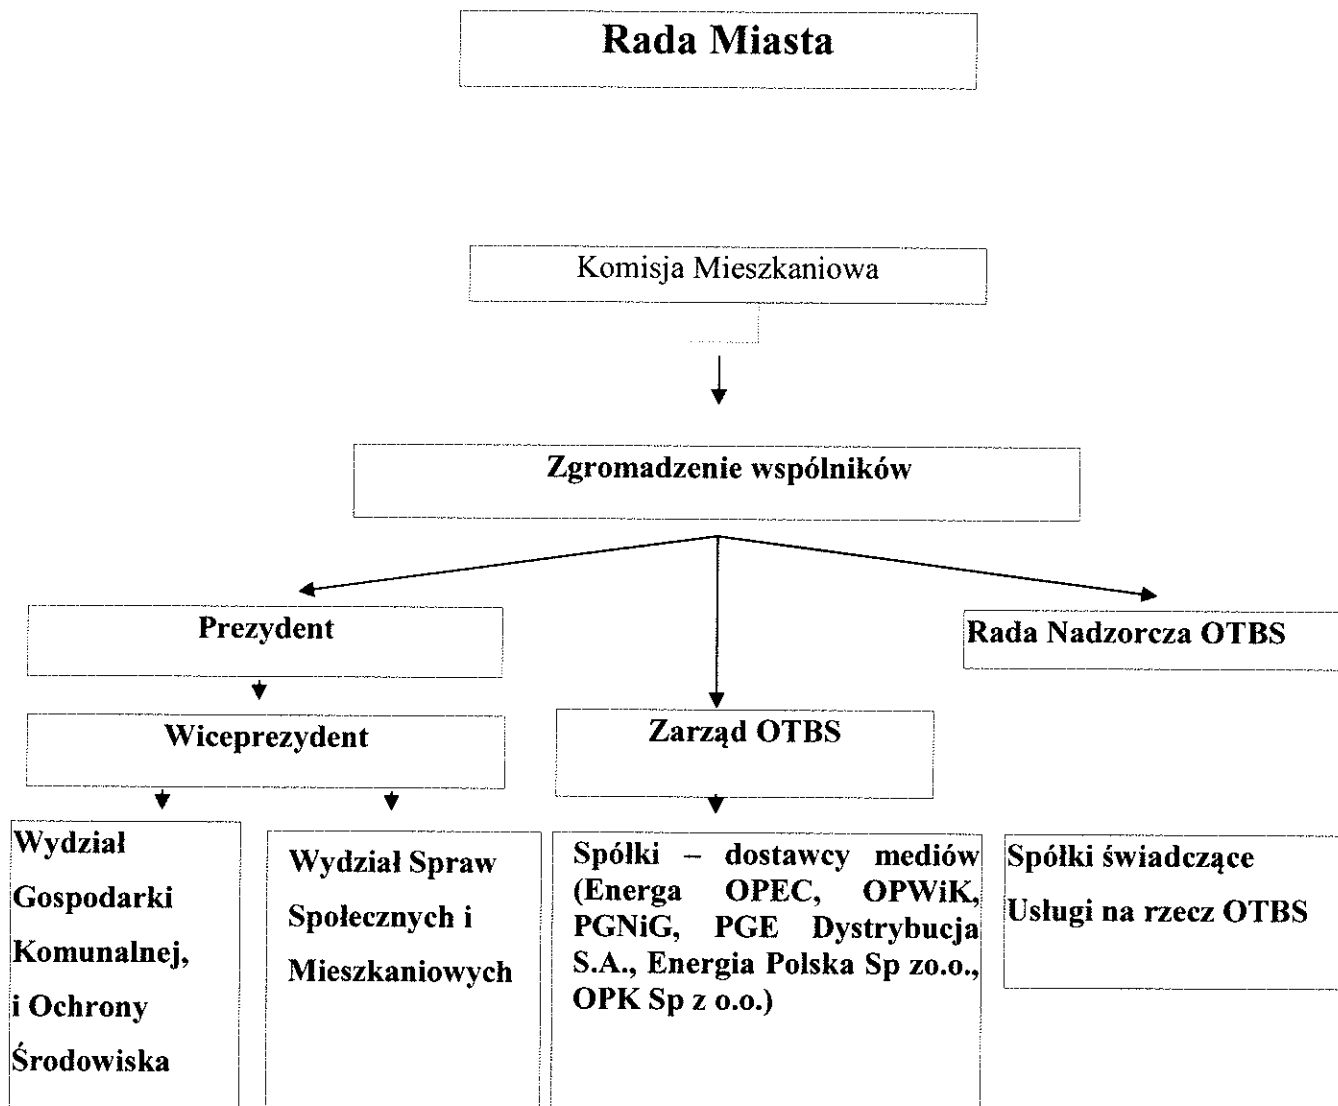 Rada Miasta
Komisja Mieszkaniowa
Zgromadzenie wspólników
Prezydent
Rada Nadzorcza OTBS
Wiceprezydent
Zarząd OTBS
Wydział
Gospodarki
Komunalnej,
i Ochrony
Środowiska
Wydział Spraw
Społecznych i
Mieszkaniowych
Spółki – dostawcy mediów
(Energa OPEC, OPWiK,
PGNiG, PGE Dystrybucja
S.A., Energia Polska Sp zo.o.,
OPK Sp z o.o.)
Spółki świadczące
Usługi na rzecz OTBS